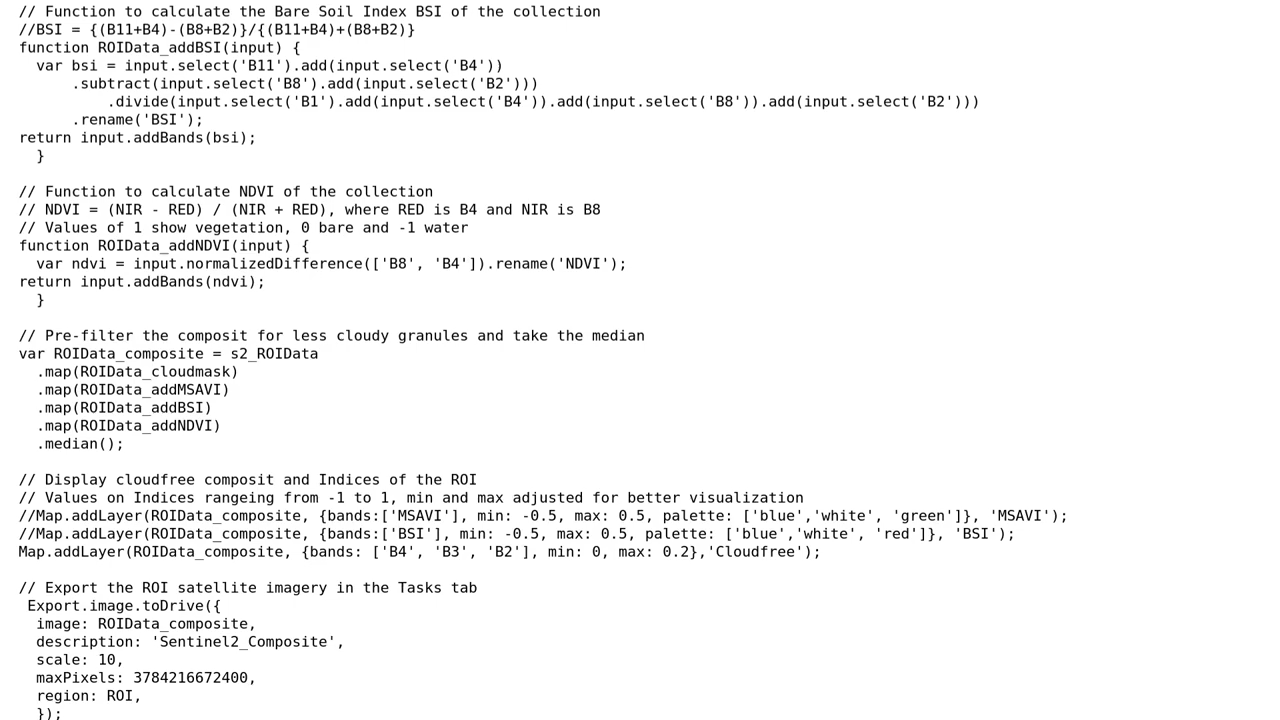 // Function to calculate the Bare Soil Index BSI of the collection
//BSI = {(B11+B4)-(B8+B2)}/{(B11+B4)+(B8+B2)}
function ROIData_addBSI(input) {
  var bsi = input.select('B11').add(input.select('B4'))
      .subtract(input.select('B8').add(input.select('B2')))
          .divide(input.select('B1').add(input.select('B4')).add(input.select('B8')).add(input.select('B2')))
      .rename('BSI');
return input.addBands(bsi);
  }

// Function to calculate NDVI of the collection
// NDVI = (NIR - RED) / (NIR + RED), where RED is B4 and NIR is B8
// Values of 1 show vegetation, 0 bare and -1 water
function ROIData_addNDVI(input) {
  var ndvi = input.normalizedDifference(['B8', 'B4']).rename('NDVI');
return input.addBands(ndvi);
  }

// Pre-filter the composit for less cloudy granules and take the median
var ROIData_composite = s2_ROIData
  .map(ROIData_cloudmask)
  .map(ROIData_addMSAVI)
  .map(ROIData_addBSI)
  .map(ROIData_addNDVI)
  .median();

// Display cloudfree composit and Indices of the ROI
// Values on Indices rangeing from -1 to 1, min and max adjusted for better visualization
//Map.addLayer(ROIData_composite, {bands:['MSAVI'], min: -0.5, max: 0.5, palette: ['blue','white', 'green']}, 'MSAVI');
//Map.addLayer(ROIData_composite, {bands:['BSI'], min: -0.5, max: 0.5, palette: ['blue','white', 'red']}, 'BSI');
Map.addLayer(ROIData_composite, {bands: ['B4', 'B3', 'B2'], min: 0, max: 0.2},'Cloudfree');

// Export the ROI satellite imagery in the Tasks tab
 Export.image.toDrive({
  image: ROIData_composite,
  description: 'Sentinel2_Composite',
  scale: 10,
  maxPixels: 3784216672400,
  region: ROI,
  });